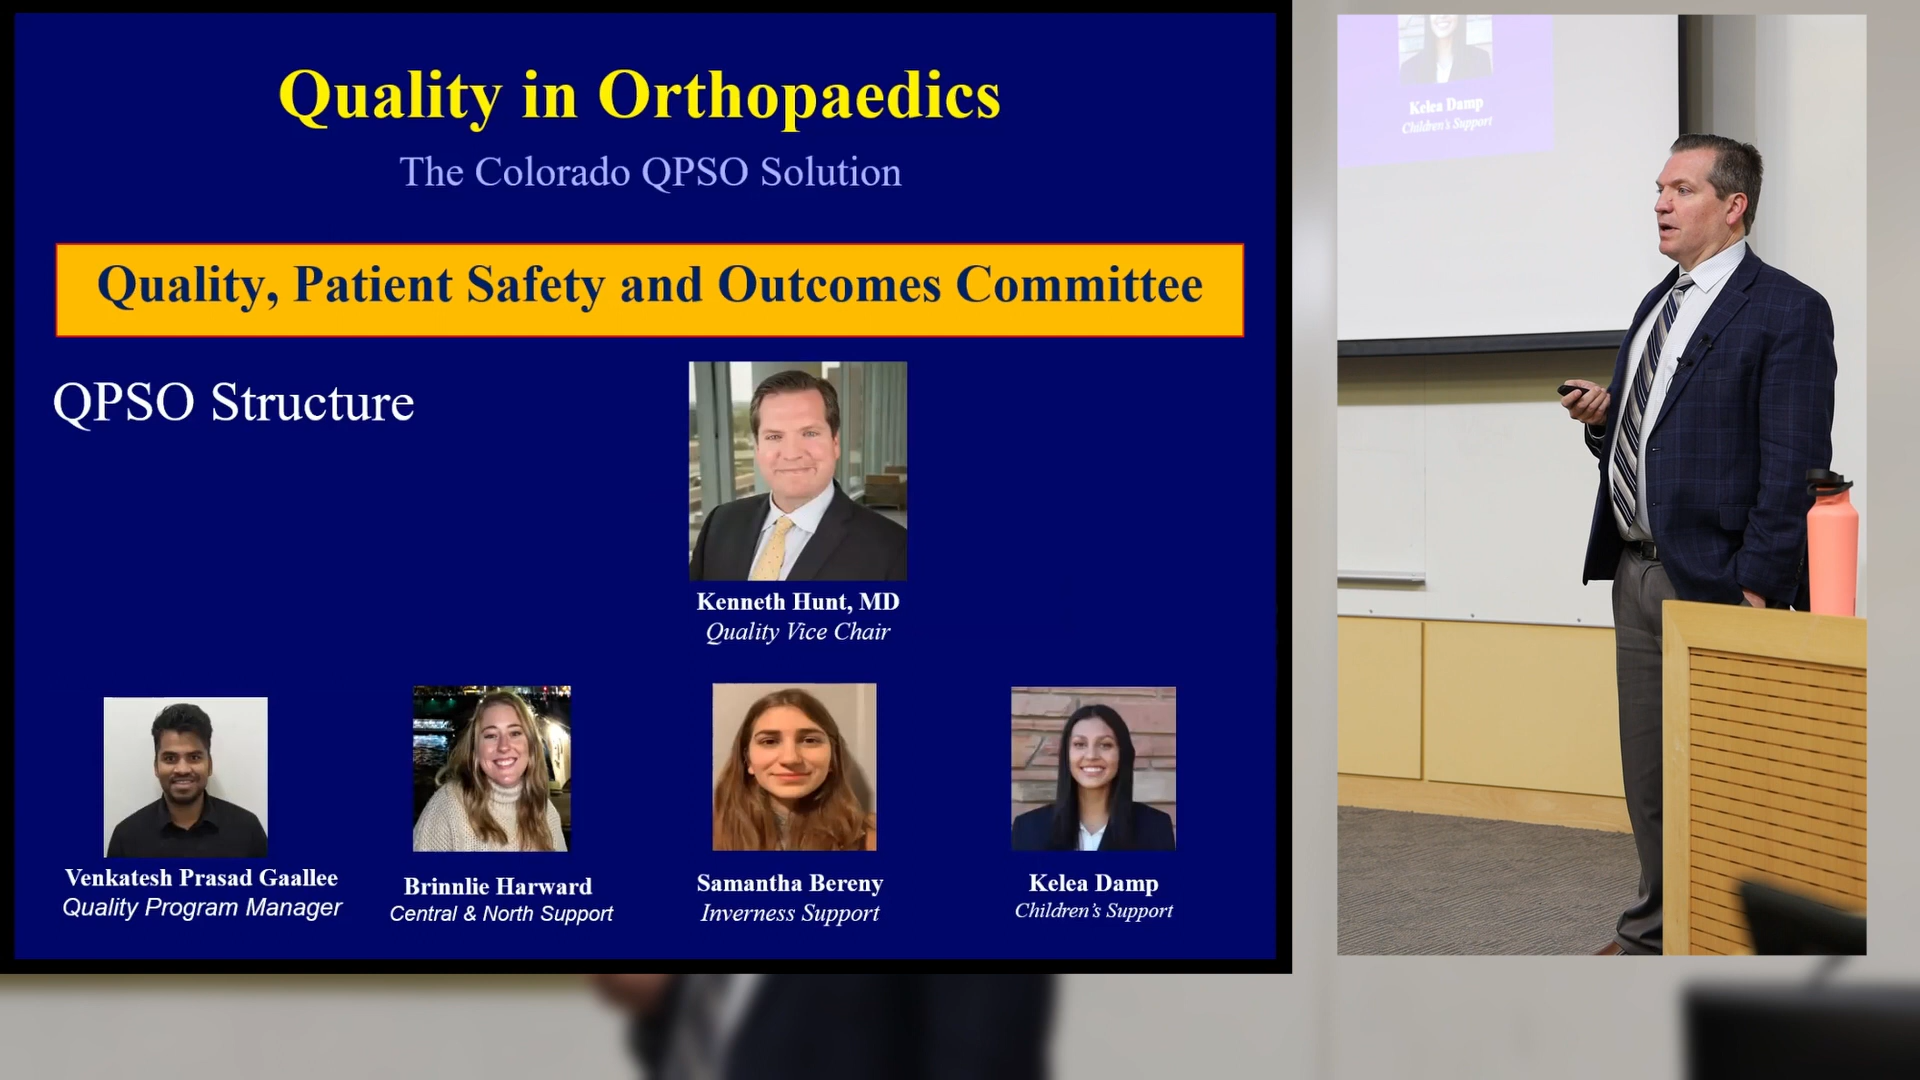 Quality in Orthopaedics
The Colorado QPSO Solution
Quality, Patient Safety and Outcomes Committee
QPSO Structure
Kenneth Hunt, MD
Quality Vice Chair
Venkatesh Prasad Gaallee
Quality Program Manager
Brinnlie Harward
Central & North Support
Samantha Bereny
Inverness Support
Kelea Damp
Children's Support
Kelea Damp
Children's Support